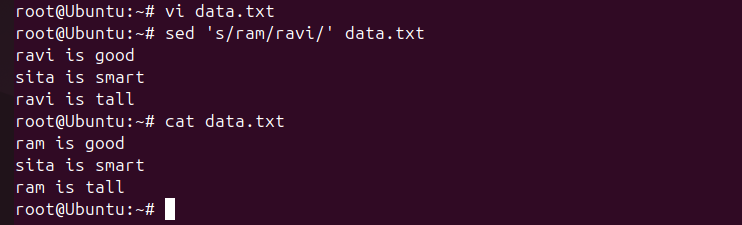 root@Ubuntu:~# vi data.txt
root@Ubuntu:~# sed 's/ram/ravi/' data.txt
ravi is good
sita is smart
ravi is tall
root@Ubuntu:~# cat data.txt
ram is good
sita is smart
ram is tall
root@Ubuntu:~#